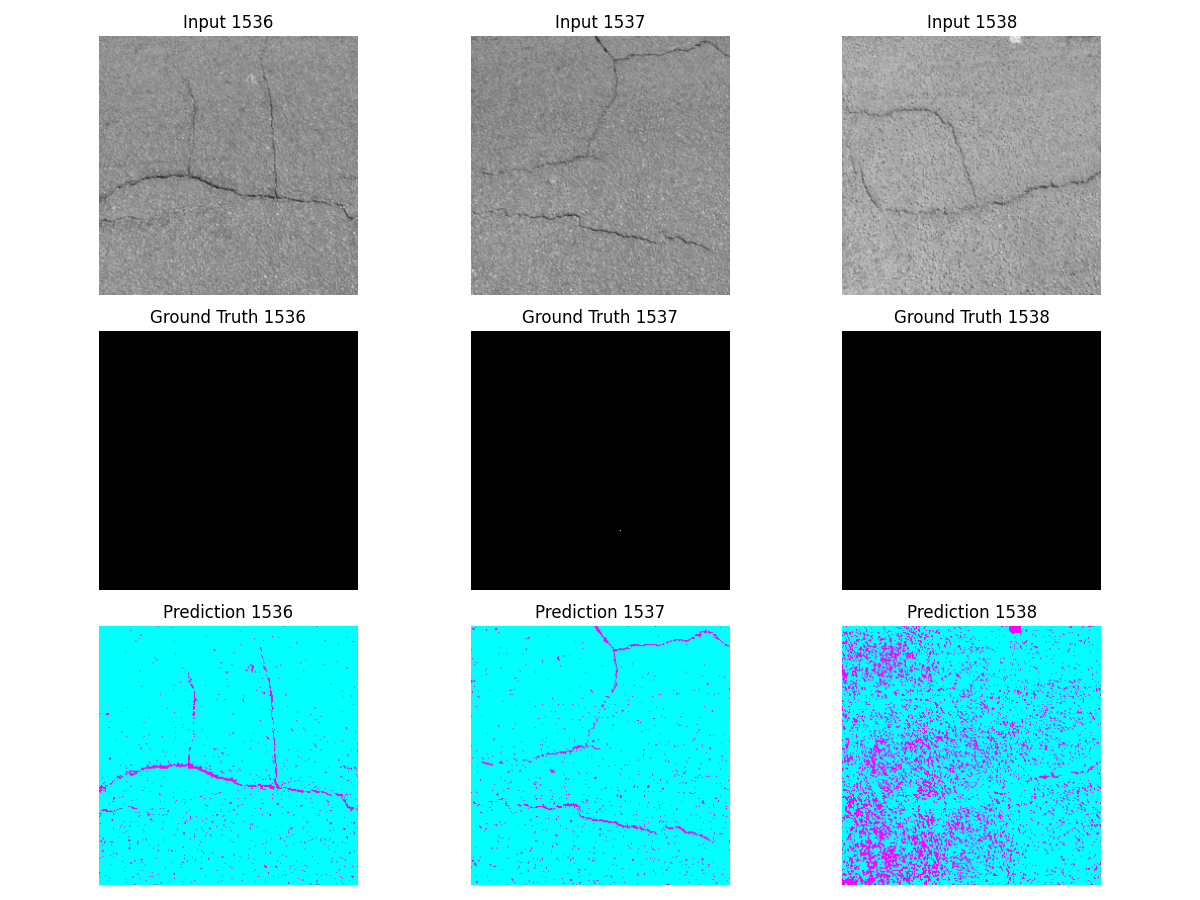 Input 1536
Input 1537
Input 1538
Ground Truth 1536
Ground Truth 1537
Ground Truth 1538
Prediction 1536
Prediction 1537
Prediction 1538